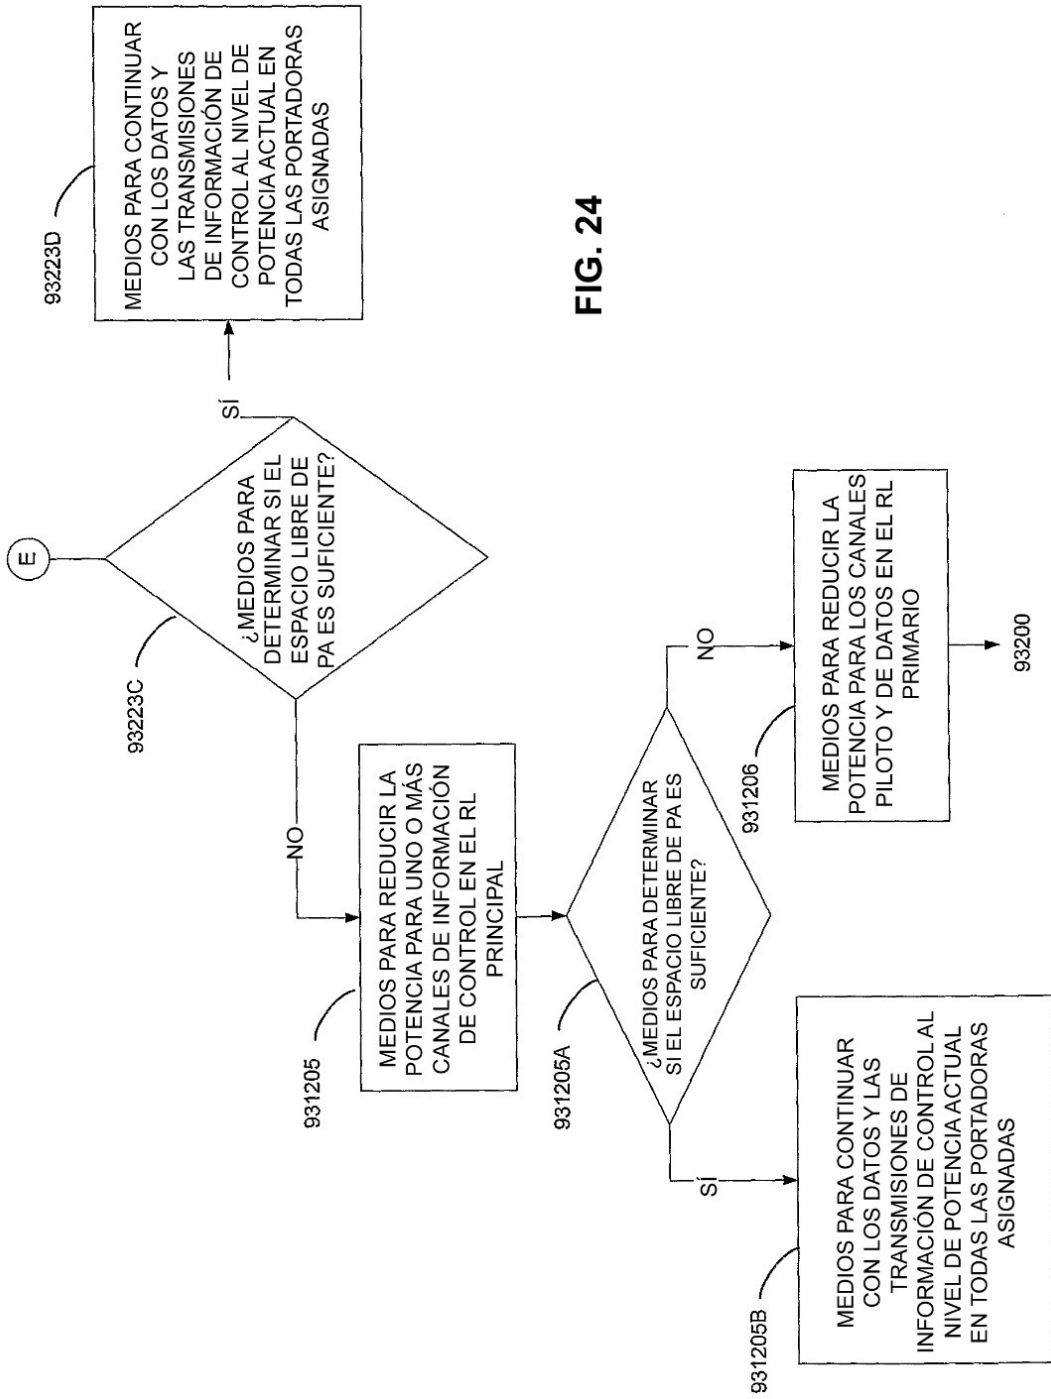 E
93223C
¿MEDIOS PARA
DETERMINAR SI EL
ESPACIO LIBRE DE
PA ES SUFICIENTE?
SÍ
93223D
MEDIOS PARA CONTINUAR
CON LOS DATOS Y
LAS TRANSMISIONES
DE INFORMACIÓN DE
CONTROL AL NIVEL DE
POTENCIA ACTUAL EN
TODAS LAS PORTADORAS
ASIGNADAS
NO
931205
MEDIOS PARA REDUCIR LA
POTENCIA PARA UNO O MÁS
CANALES DE INFORMACIÓN
DE CONTROL EN EL RL
PRINCIPAL
931205A
¿MEDIOS PARA DETERMINAR
SI EL ESPACIO LIBRE DE PA ES
SUFICIENTE?
SÍ
931205B
MEDIOS PARA CONTINUAR
CON LOS DATOS Y LAS
TRANSMISIONES DE
INFORMACIÓN DE CONTROL AL
NIVEL DE POTENCIA ACTUAL
EN TODAS LAS PORTADORAS
ASIGNADAS
NO
931206
MEDIOS PARA REDUCIR LA
POTENCIA PARA LOS CANALES
PILOTO Y DE DATOS EN EL RL
PRIMARIO
93200
FIG. 24